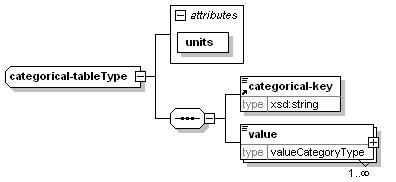 attributes
units
categorical-tableType
categorical-key
type xsd:string
value
type valueCategoryType
1..∞